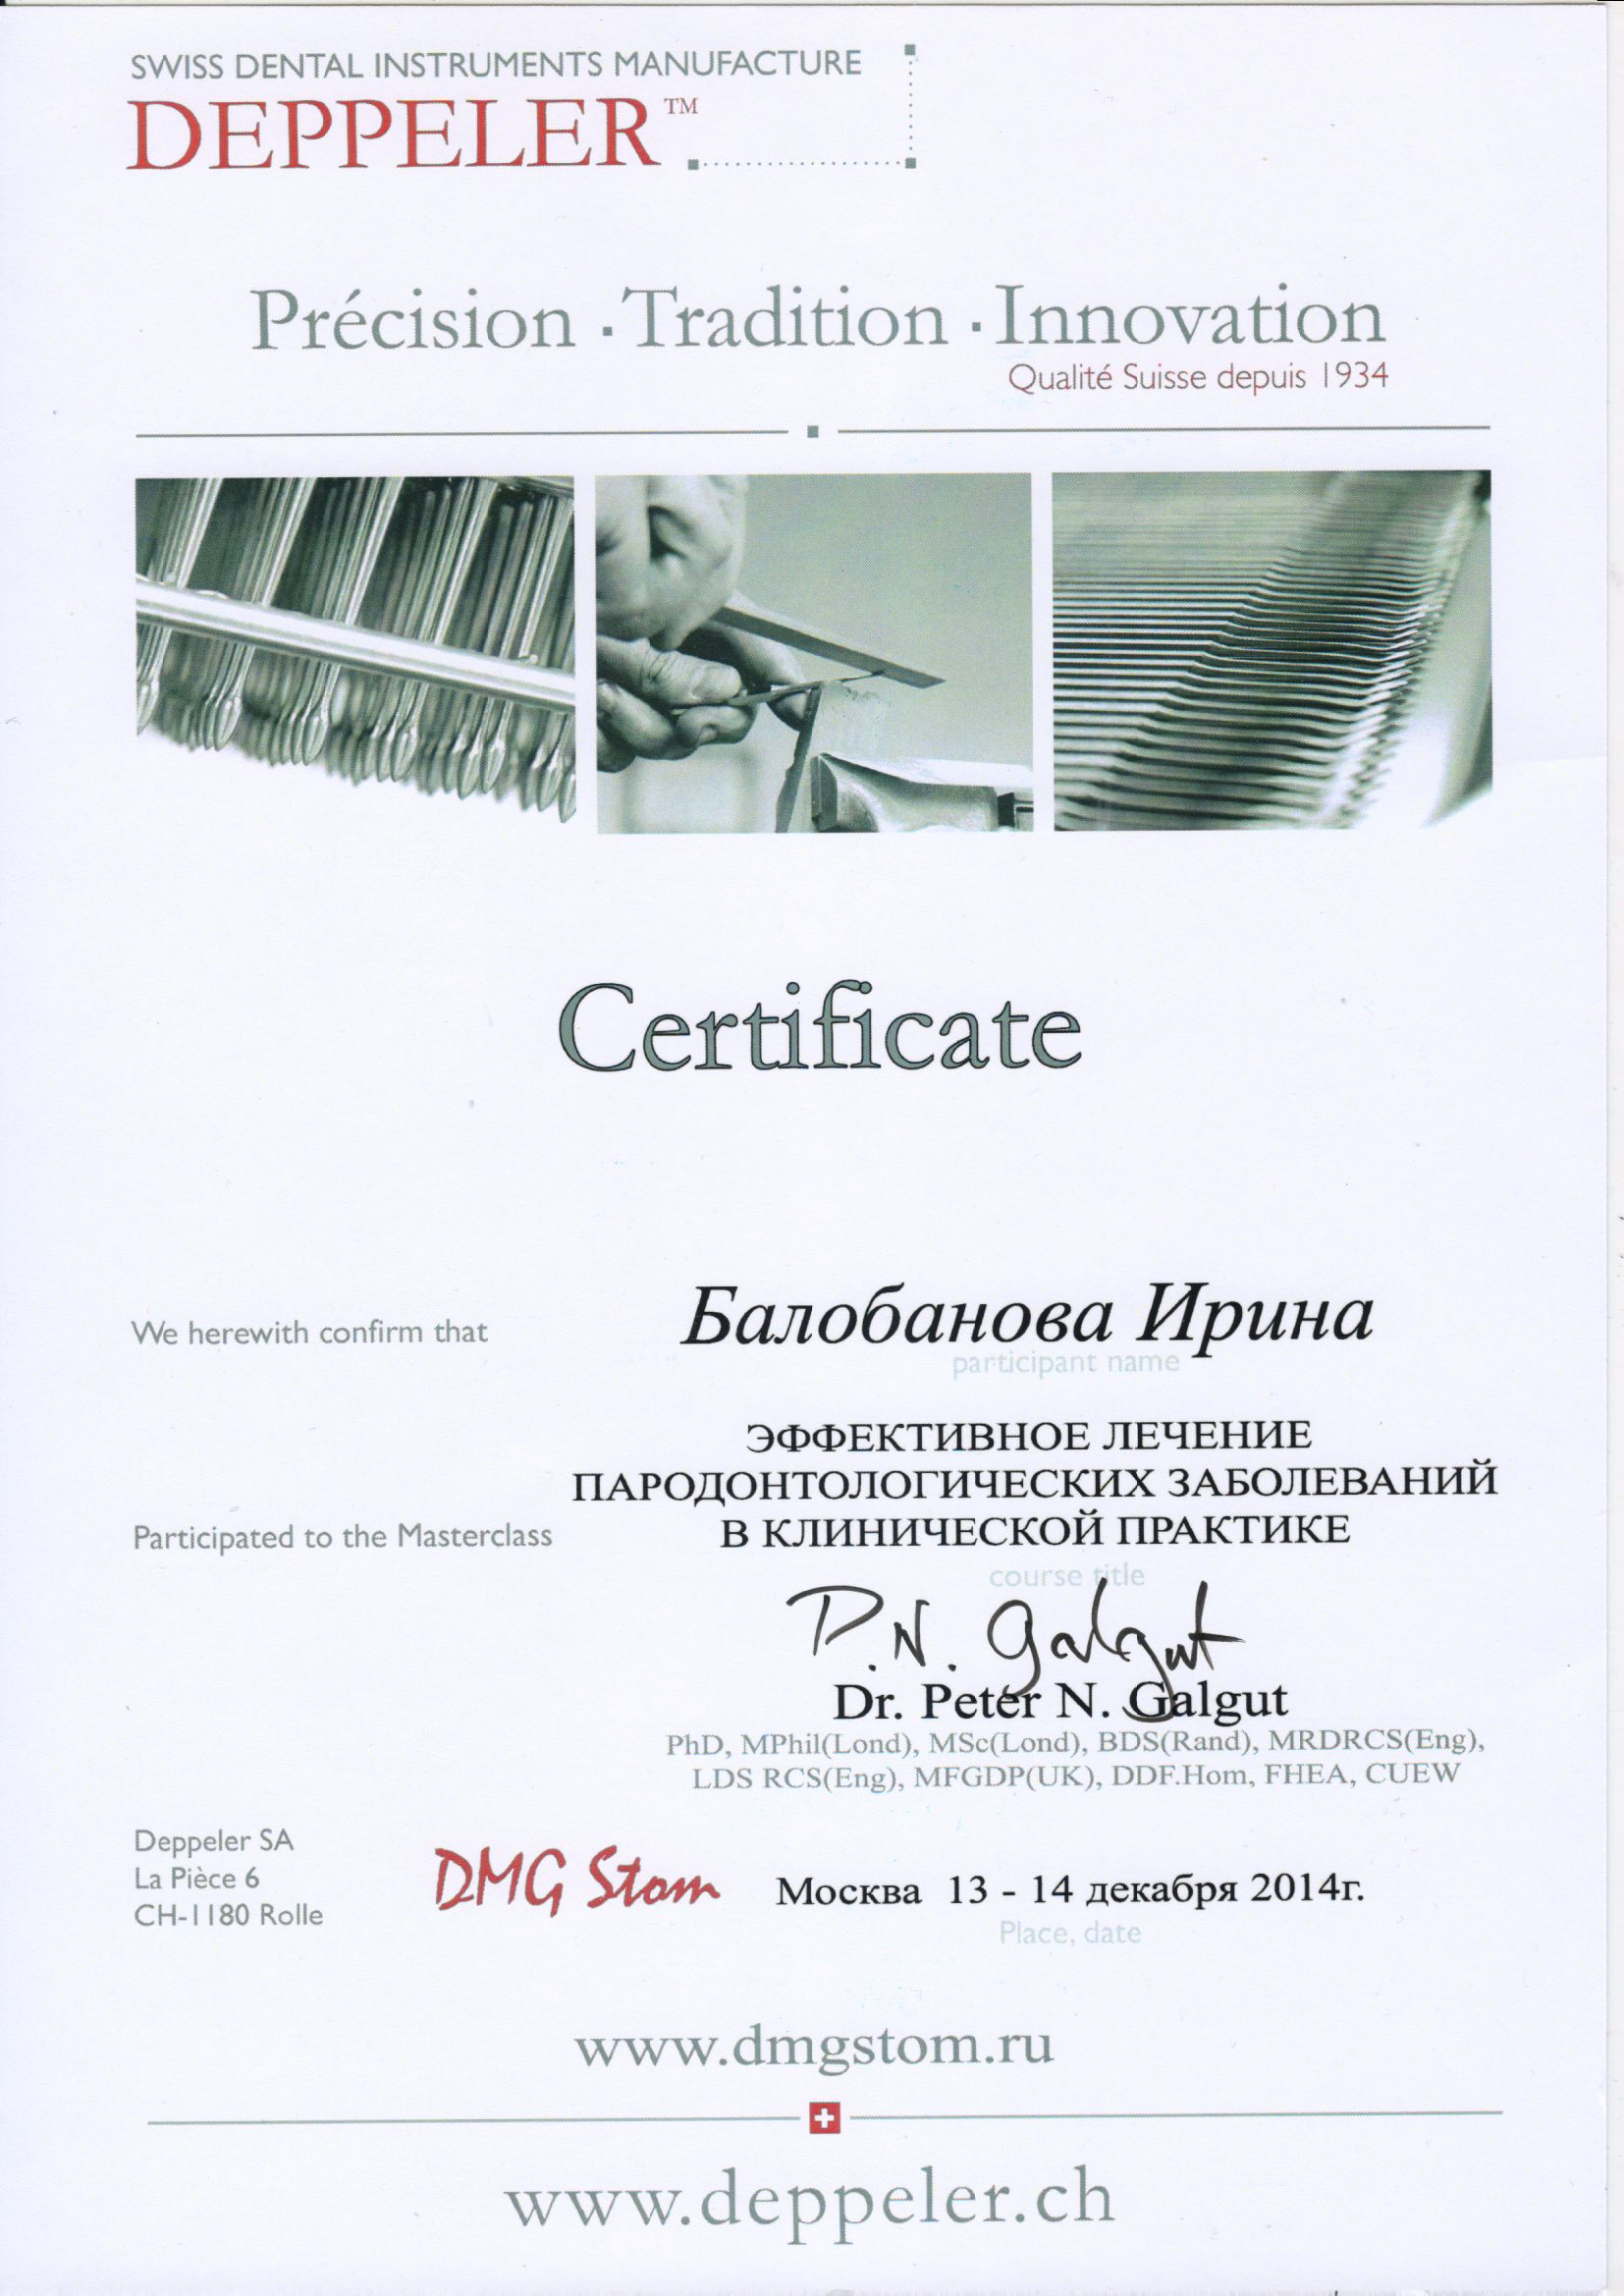 SWISS DENTAL INSTRUMENTS MANUFACTURE
DEPPELER™
Précision · Tradition · Innovation
Qualité Suisse depuis 1934
Certificate
We herewith confirm that
Балобанова Ирина
participant name
ЭФФЕКТИВНОЕ ЛЕЧЕНИЕ
ПАРОДОНТОЛОГИЧЕСКИХ ЗАБОЛЕВАНИЙ
Participated to the Masterclass
В КЛИНИЧЕСКОЙ ПРАКТИКЕ
course title
P.N. Galgut
Dr. Peter N. Galgut
PhD, MPhil(Lond), MSc(Lond), BDS(Rand), MRDRCS(Eng),
LDS RCS(Eng), MFGDP(UK), DDF.Hom, FHEA, CUEW
Deppeler SA
La Pièce 6
CH-1180 Rolle
DMG Stom
Москва 13 - 14 декабря 2014г.
Place, date
www.dmgstom.ru
www.deppeler.ch